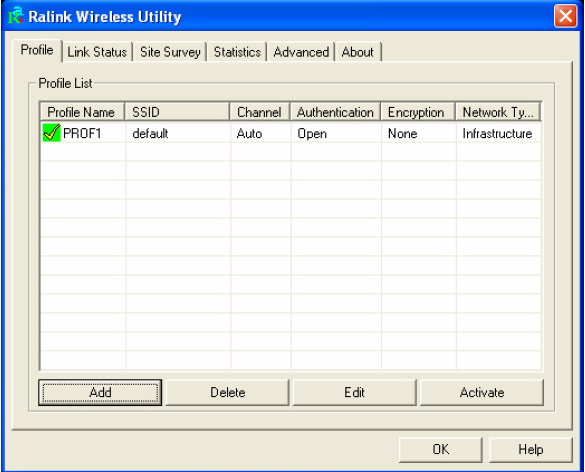 Ralink Wireless Utility
Profile Link Status Site Survey Statistics Advanced About
Profile List
Profile Name SSID Channel Authentication Encryption Network Ty...
PROF1 default Auto Open None Infrastructure
Add Delete Edit Activate
OK Help